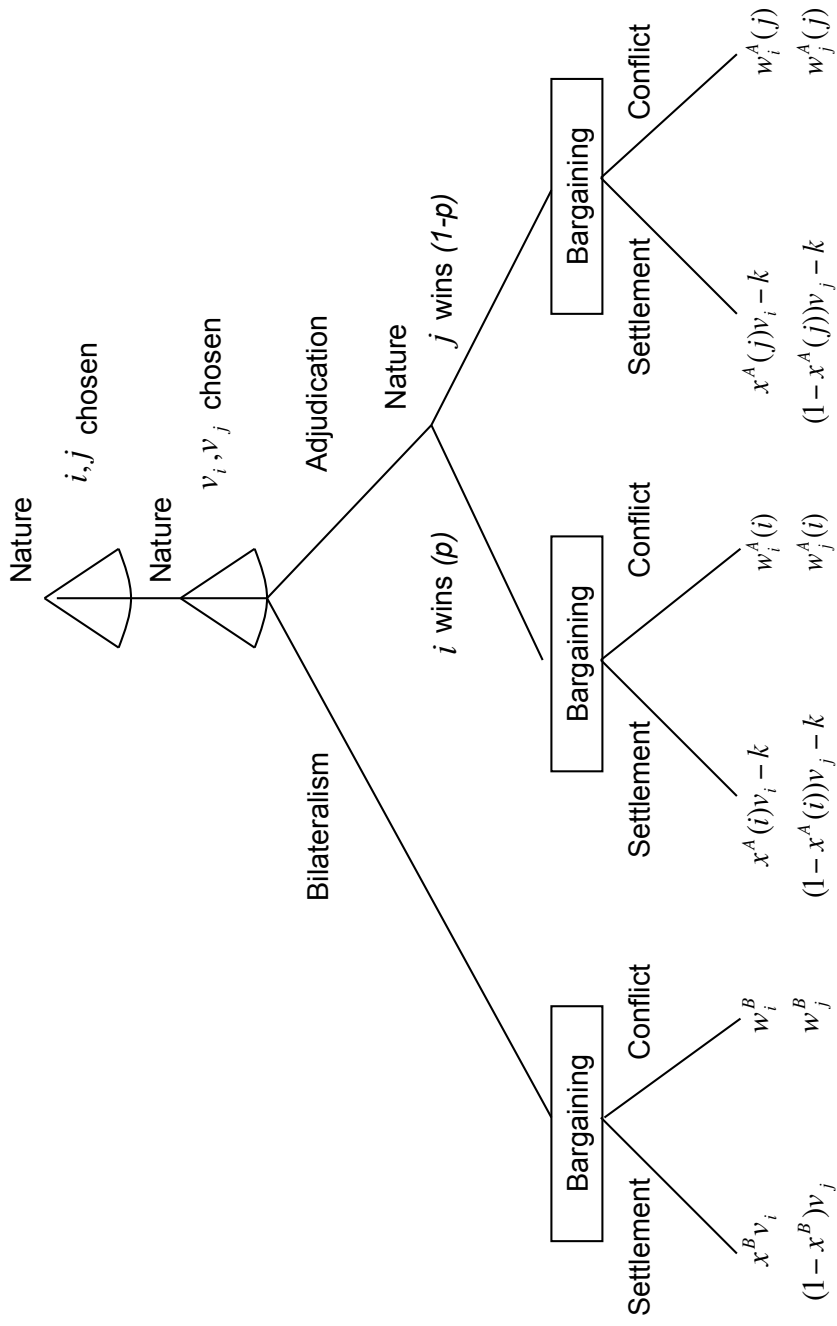 Nature
i, j chosen
Nature
v_i, v_j chosen
Bilateralism
Adjudication
Nature
i wins (p)
j wins (1-p)
Bargaining
Bargaining
Bargaining
Settlement
Conflict
Settlement
Conflict
Settlement
Conflict
x^B v_i
(1 − x^B)v_j
w_i^B
w_j^B
x^A(i)v_i − k
(1 − x^A(i))v_j − k
w_i^A(i)
w_j^A(i)
x^A(j)v_i − k
(1 − x^A(j))v_j − k
w_i^A(j)
w_j^A(j)